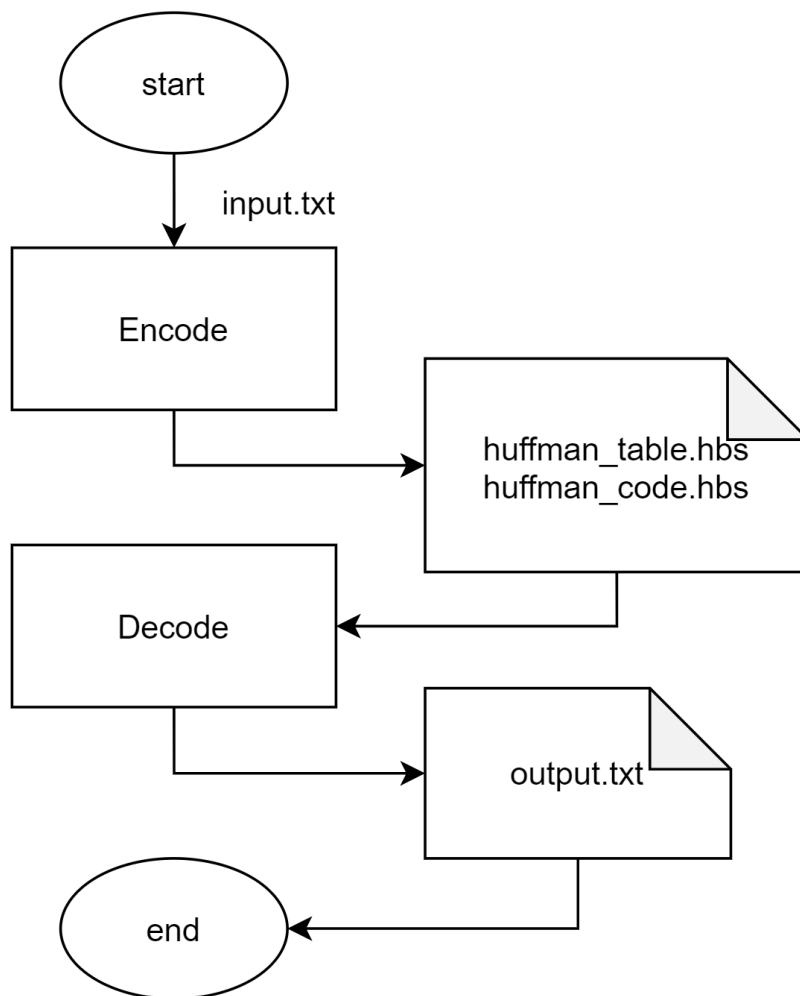 start
input.txt
Encode
huffman_table.hbs
huffman_code.hbs
Decode
output.txt
end